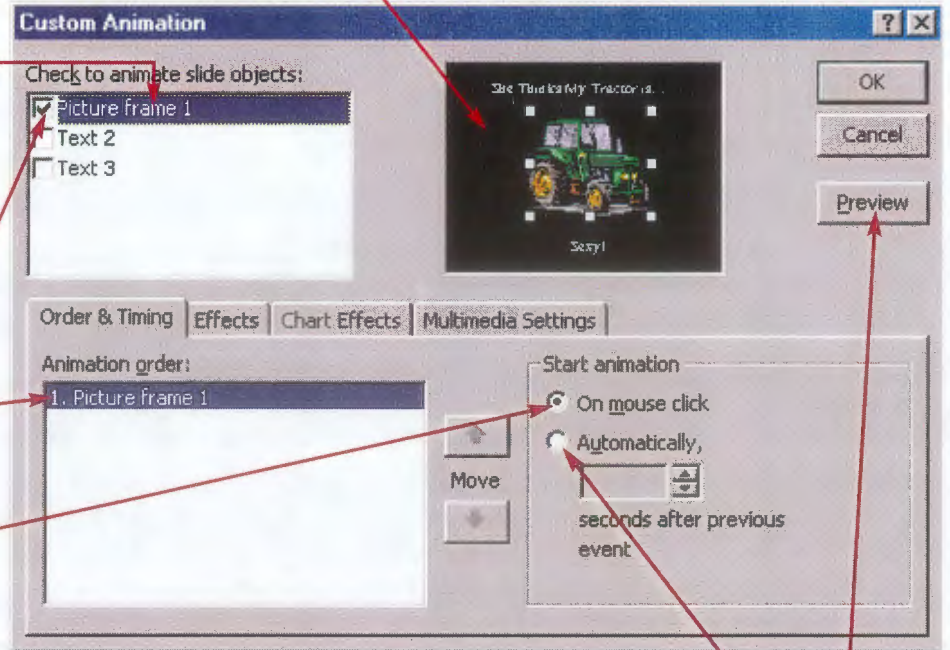 Custom Animation
Check to animate slide objects:
Picture frame 1
Text 2
Text 3
She Thinks My Tractor is...
Sexy!
OK
Cancel
Preview
Order & Timing
Effects
Chart Effects
Multimedia Settings
Animation order:
1. Picture frame 1
Move
Start animation
On mouse click
Automatically,
seconds after previous
event